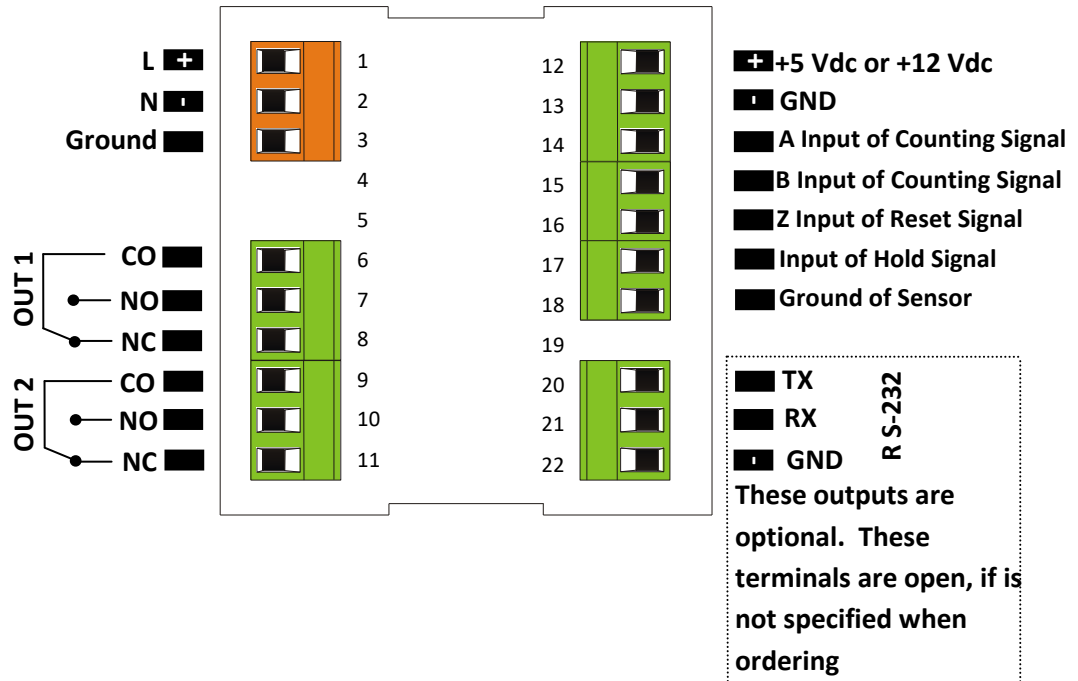 L +
N -
Ground
1
2
3
4
5
6
7
8
9
10
11
OUT 1
CO
NO
NC
OUT 2
CO
NO
NC
12
13
14
15
16
17
18
19
20
21
22
+ +5 Vdc or +12 Vdc
- GND
A Input of Counting Signal
B Input of Counting Signal
Z Input of Reset Signal
Input of Hold Signal
Ground of Sensor
TX
RX
- GND
R S-232
These outputs are
optional. These
terminals are open, if is
not specified when
ordering